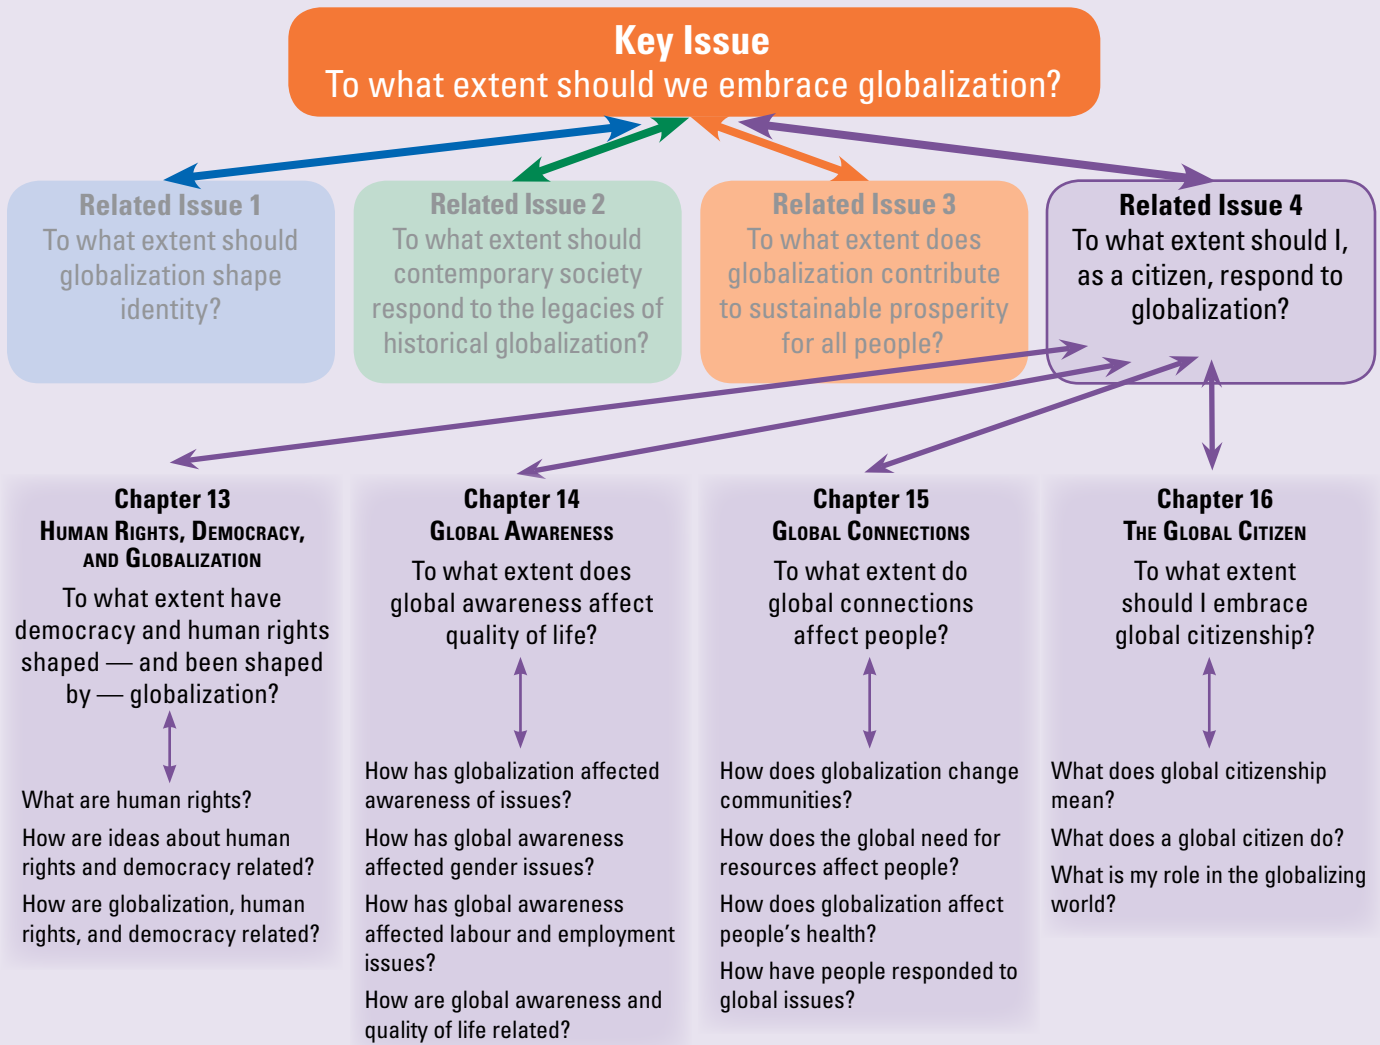 Key Issue
To what extent should we embrace globalization?
Related Issue 1
To what extent should
globalization shape
identity?
Related Issue 2
To what extent should
contemporary society
respond to the legacies of
historical globalization?
Related Issue 3
To what extent does
globalization contribute
to sustainable prosperity
for all people?
Related Issue 4
To what extent should I,
as a citizen, respond to
globalization?
Chapter 13
HUMAN RIGHTS, DEMOCRACY,
AND GLOBALIZATION
To what extent have
democracy and human rights
shaped — and been shaped
by — globalization?
What are human rights?
How are ideas about human
rights and democracy related?
How are globalization, human
rights, and democracy related?
Chapter 14
GLOBAL AWARENESS
To what extent does
global awareness affect
quality of life?
How has globalization affected
awareness of issues?
How has global awareness
affected gender issues?
How has global awareness
affected labour and employment
issues?
How are global awareness and
quality of life related?
Chapter 15
GLOBAL CONNECTIONS
To what extent do
global connections
affect people?
How does globalization change
communities?
How does the global need for
resources affect people?
How does globalization affect
people’s health?
How have people responded to
global issues?
Chapter 16
THE GLOBAL CITIZEN
To what extent
should I embrace
global citizenship?
What does global citizenship
mean?
What does a global citizen do?
What is my role in the globalizing
world?